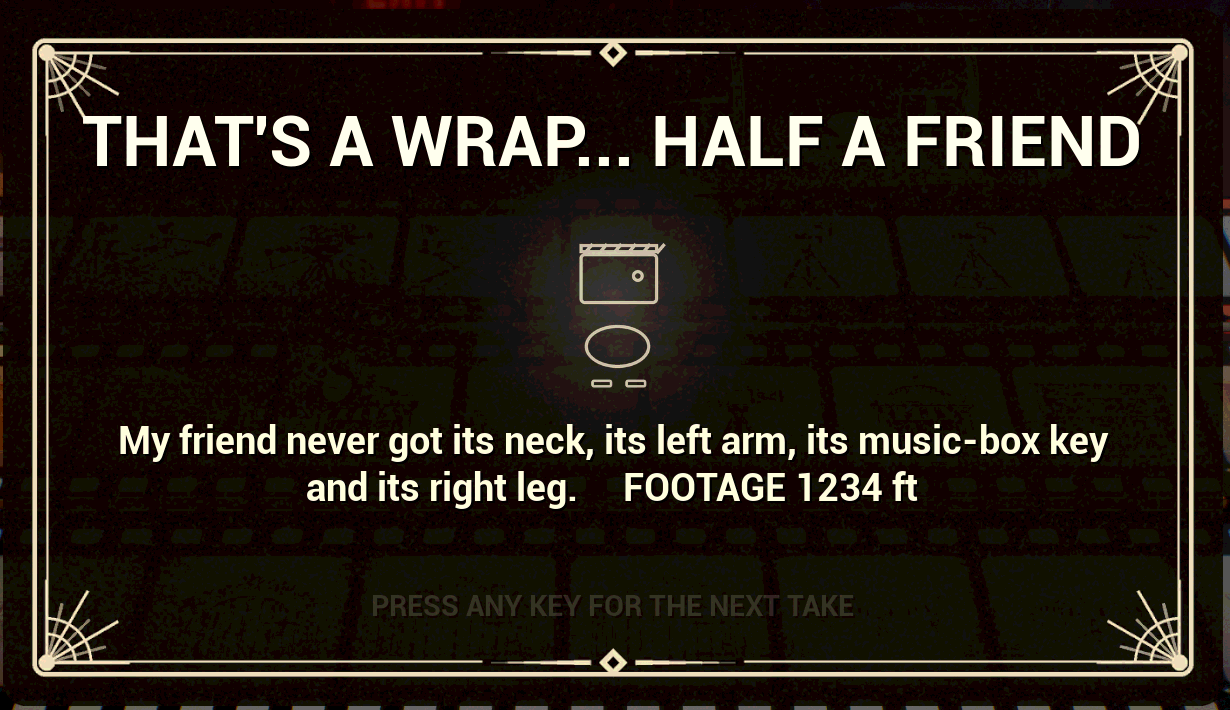 THAT'S A WRAP... HALF A FRIEND
My friend never got its neck, its left arm, its music-box key
and its right leg. FOOTAGE 1234 ft
PRESS ANY KEY FOR THE NEXT TAKE